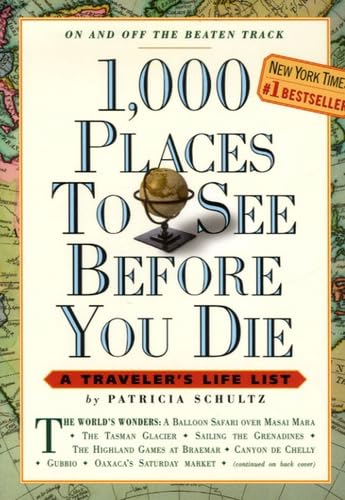 ON AND OFF THE BEATEN TRACK
NEW YORK TIMES
#1 BESTSELLER
1,000
PLACES
TO SEE
BEFORE
YOU DIE
A TRAVELER'S LIFE LIST
by PATRICIA SCHULTZ
THE WORLD'S WONDERS: A BALLOON SAFARI OVER MASAI MARA
• THE TASMAN GLACIER • SAILING THE GRENADINES •
THE HIGHLAND GAMES AT BRAEMAR • CANYON DE CHELLY
• GUBBIO • OAXACA'S SATURDAY MARKET • (continued on back cover)